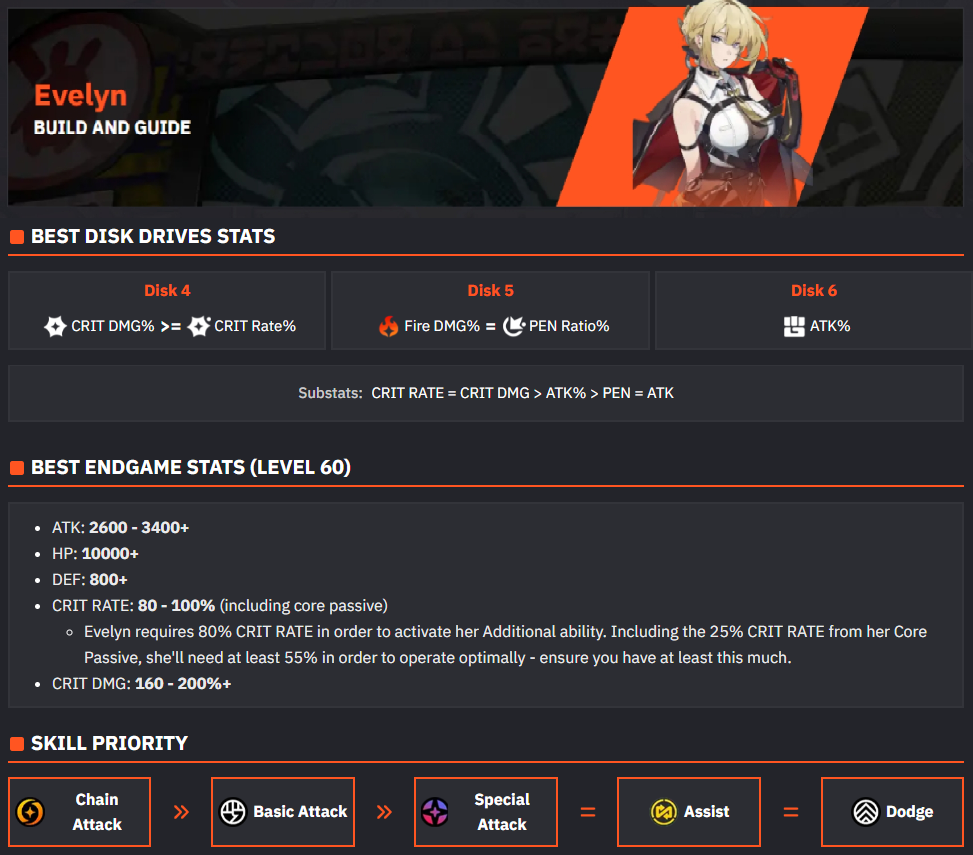 Evelyn
BUILD AND GUIDE
BEST DISK DRIVES STATS
Disk 4
CRIT DMG% >= CRIT Rate%
Disk 5
Fire DMG% = PEN Ratio%
Disk 6
ATK%
Substats: CRIT RATE = CRIT DMG > ATK% > PEN = ATK
BEST ENDGAME STATS (LEVEL 60)
• ATK: 2600 - 3400+
• HP: 10000+
• DEF: 800+
• CRIT RATE: 80 - 100% (including core passive)
◦ Evelyn requires 80% CRIT RATE in order to activate her Additional ability. Including the 25% CRIT RATE from her Core
Passive, she'll need at least 55% in order to operate optimally - ensure you have at least this much.
• CRIT DMG: 160 - 200%+
SKILL PRIORITY
Chain
Attack
»
Basic Attack
»
Special
Attack
=
Assist
=
Dodge